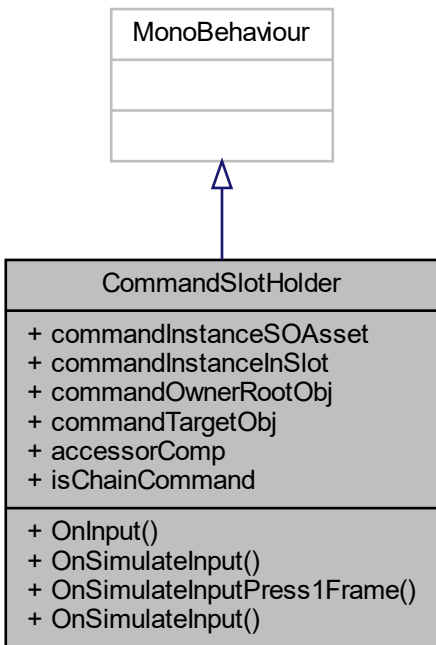 MonoBehaviour
CommandSlotHolder
+ commandInstanceSOAsset
+ commandInstanceInSlot
+ commandOwnerRootObj
+ commandTargetObj
+ accessorComp
+ isChainCommand
+ OnInput()
+ OnSimulateInput()
+ OnSimulateInputPress1Frame()
+ OnSimulateInput()